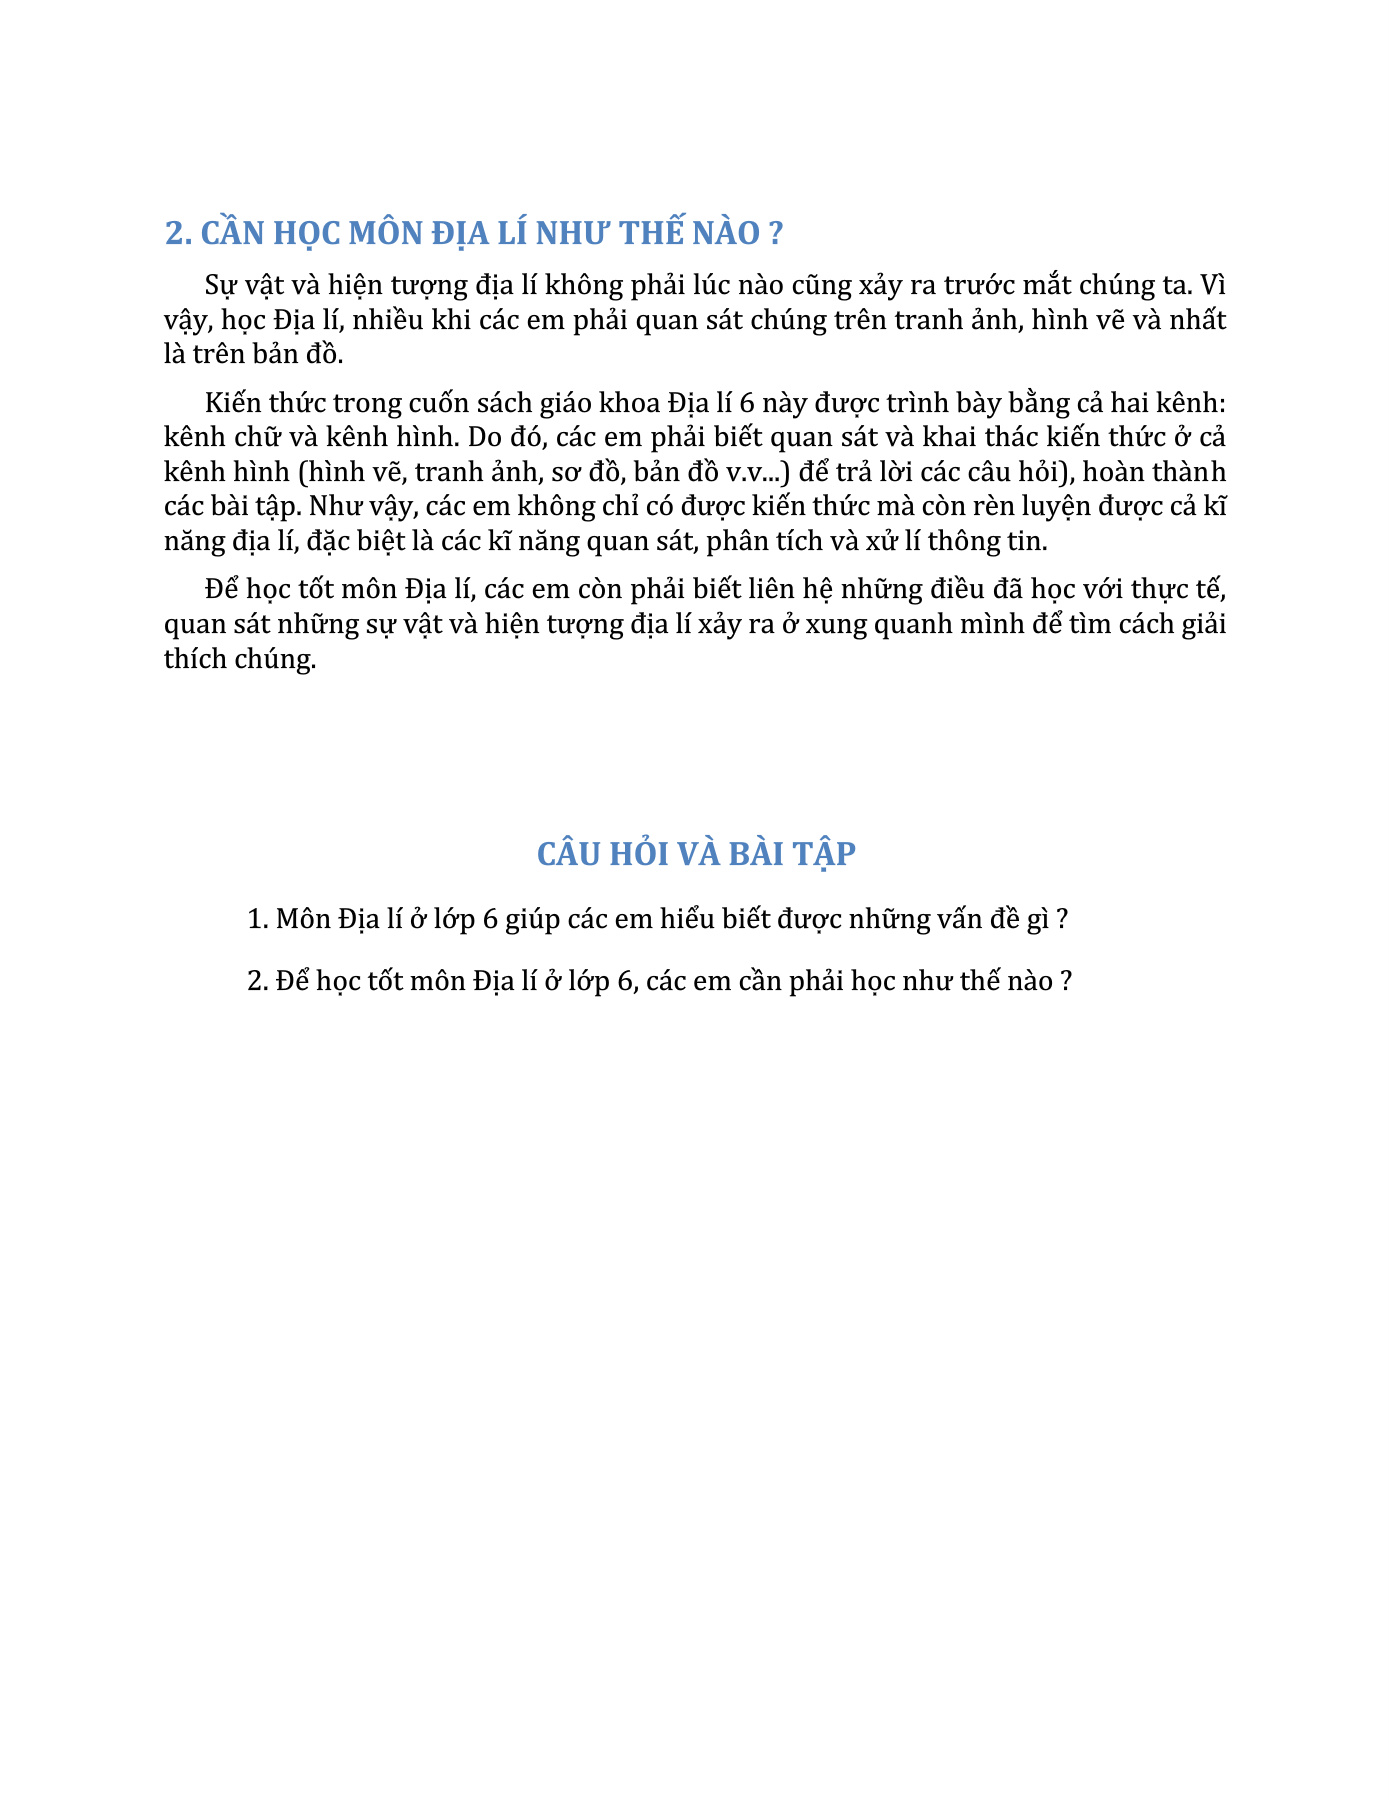 2. CẦN HỌC MÔN ĐỊA LÍ NHƯ THẾ NÀO ?
Sự vật và hiện tượng địa lí không phải lúc nào cũng xảy ra trước mắt chúng ta. Vì
vậy, học Địa lí, nhiều khi các em phải quan sát chúng trên tranh ảnh, hình vẽ và nhất
là trên bản đồ.
Kiến thức trong cuốn sách giáo khoa Địa lí 6 này được trình bày bằng cả hai kênh:
kênh chữ và kênh hình. Do đó, các em phải biết quan sát và khai thác kiến thức ở cả
kênh hình (hình vẽ, tranh ảnh, sơ đồ, bản đồ v.v...) để trả lời các câu hỏi), hoàn thành
các bài tập. Như vậy, các em không chỉ có được kiến thức mà còn rèn luyện được cả kĩ
năng địa lí, đặc biệt là các kĩ năng quan sát, phân tích và xử lí thông tin.
Để học tốt môn Địa lí, các em còn phải biết liên hệ những điều đã học với thực tế,
quan sát những sự vật và hiện tượng địa lí xảy ra ở xung quanh mình để tìm cách giải
thích chúng.
CÂU HỎI VÀ BÀI TẬP
1. Môn Địa lí ở lớp 6 giúp các em hiểu biết được những vấn đề gì ?
2. Để học tốt môn Địa lí ở lớp 6, các em cần phải học như thế nào ?